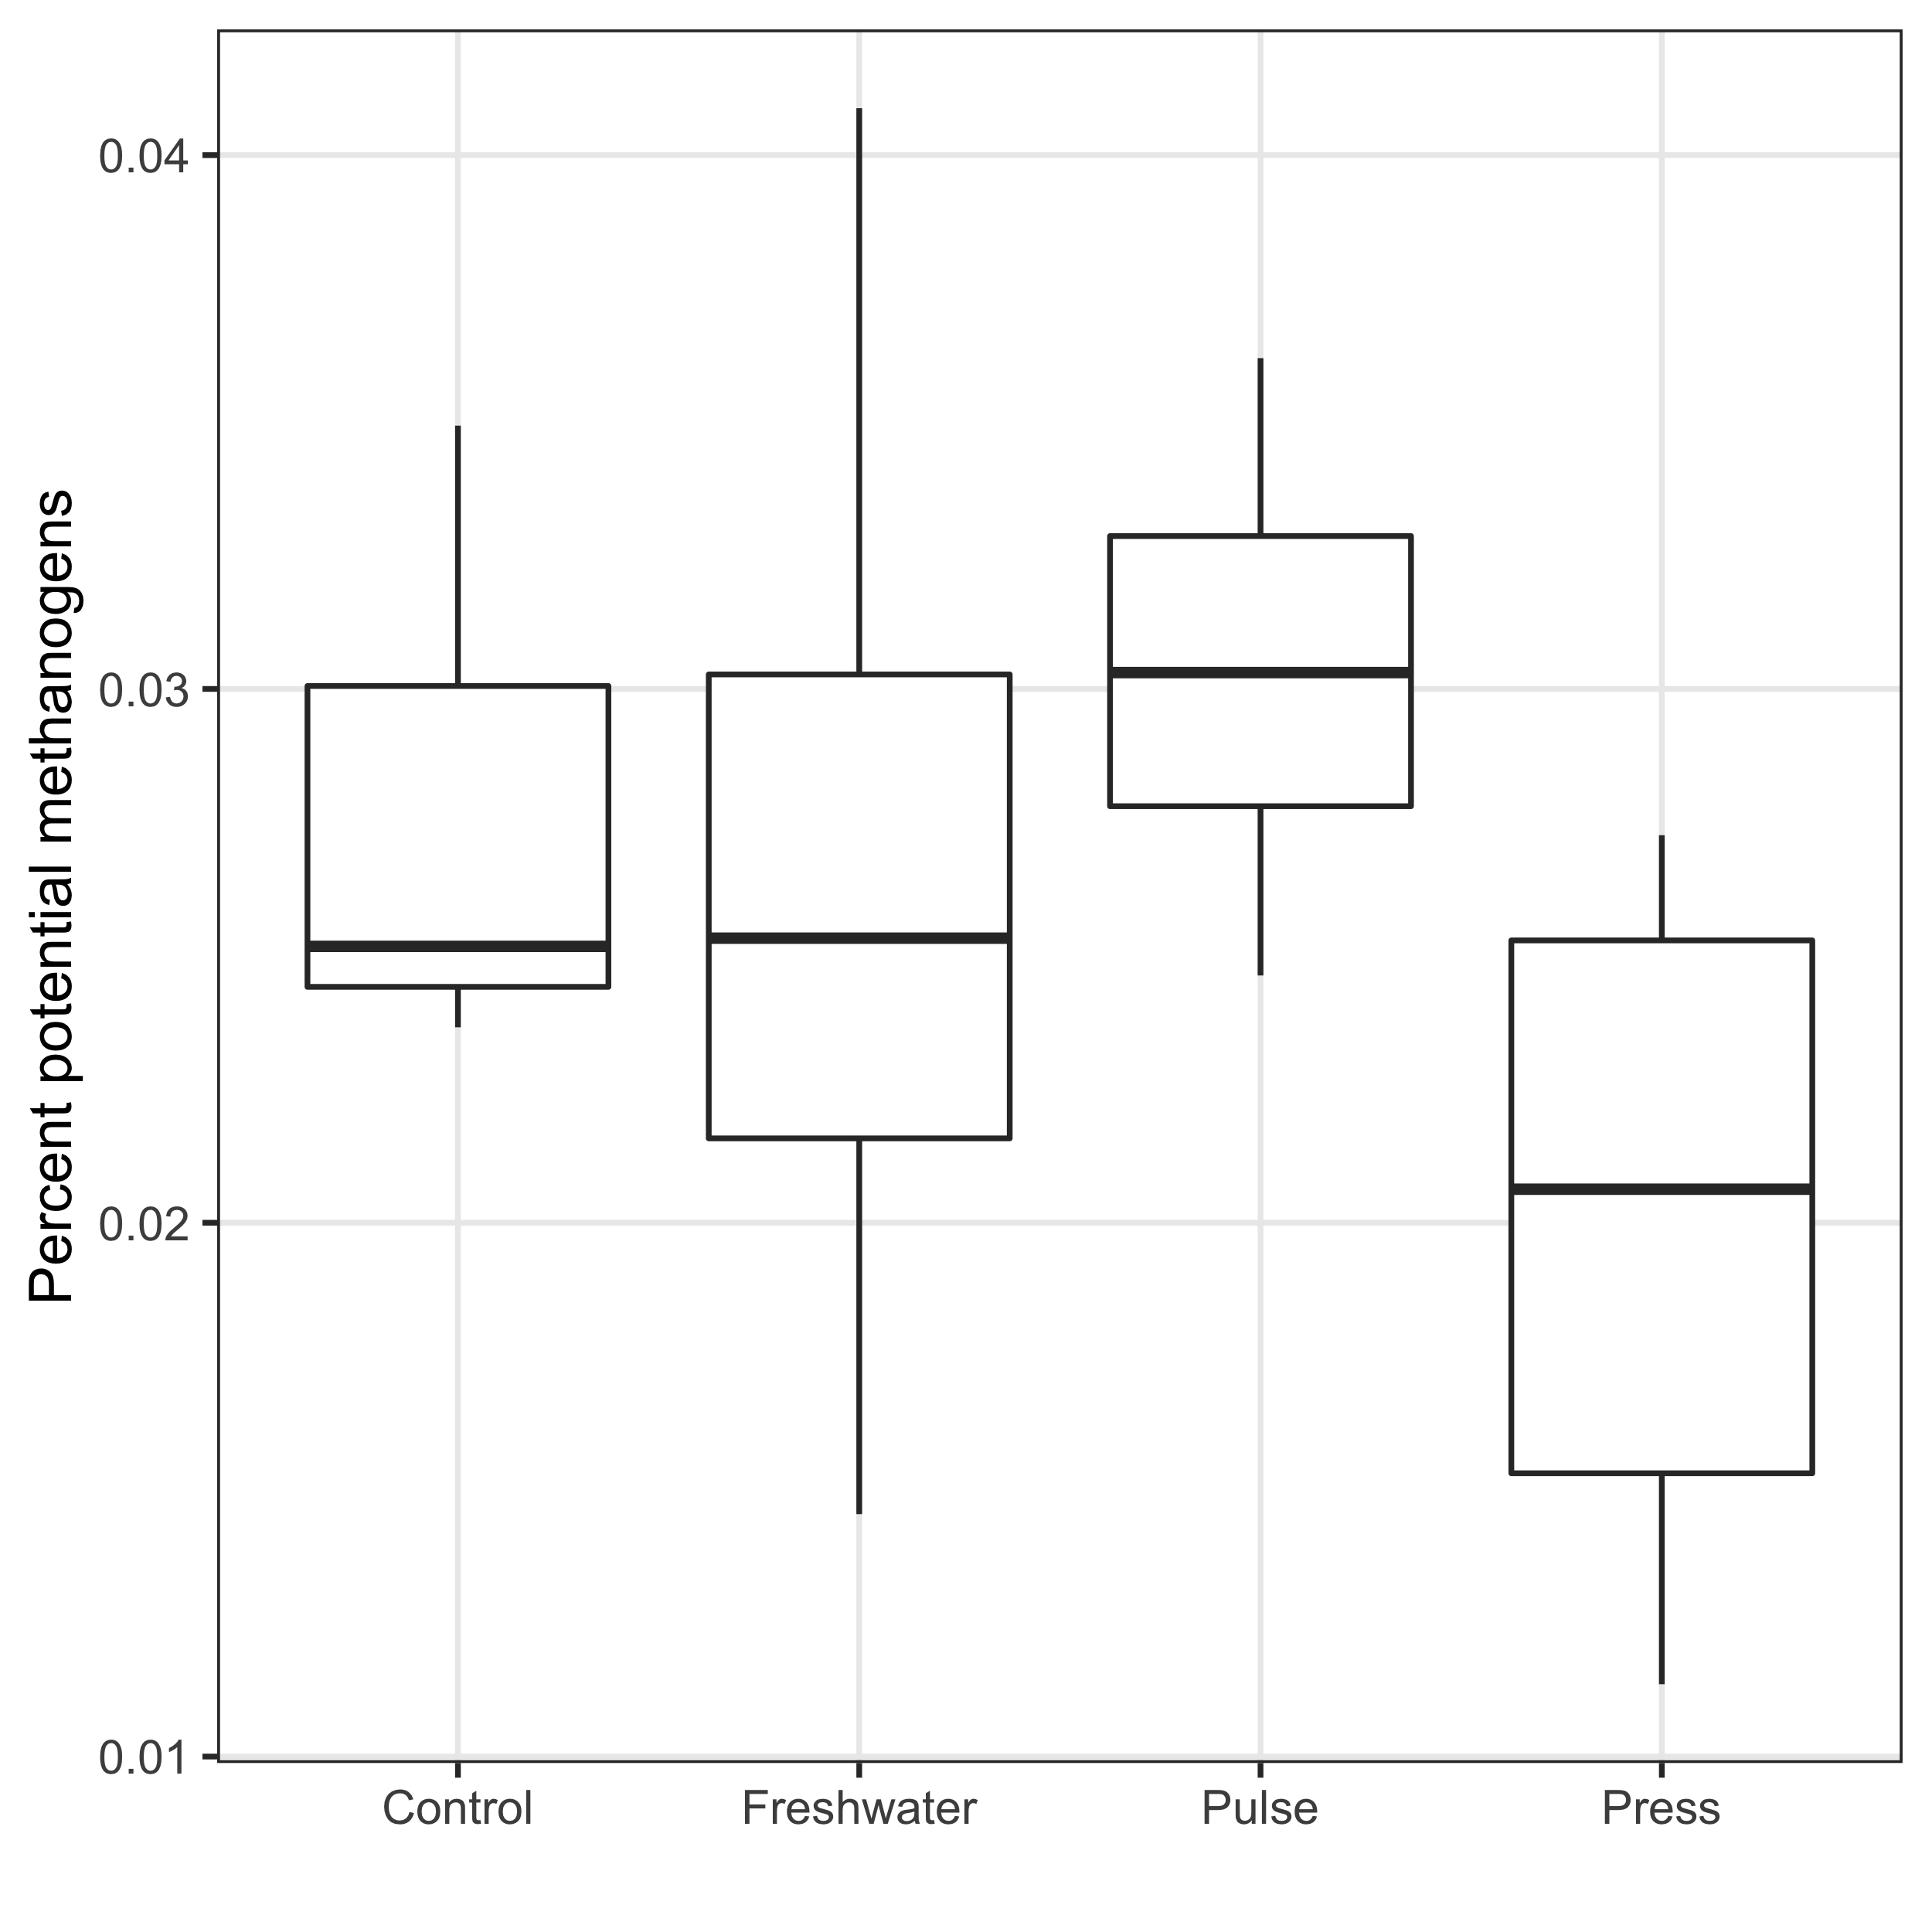 Percent potential methanogens
0.04
0.03
0.02
0.01
Control Freshwater Pulse Press